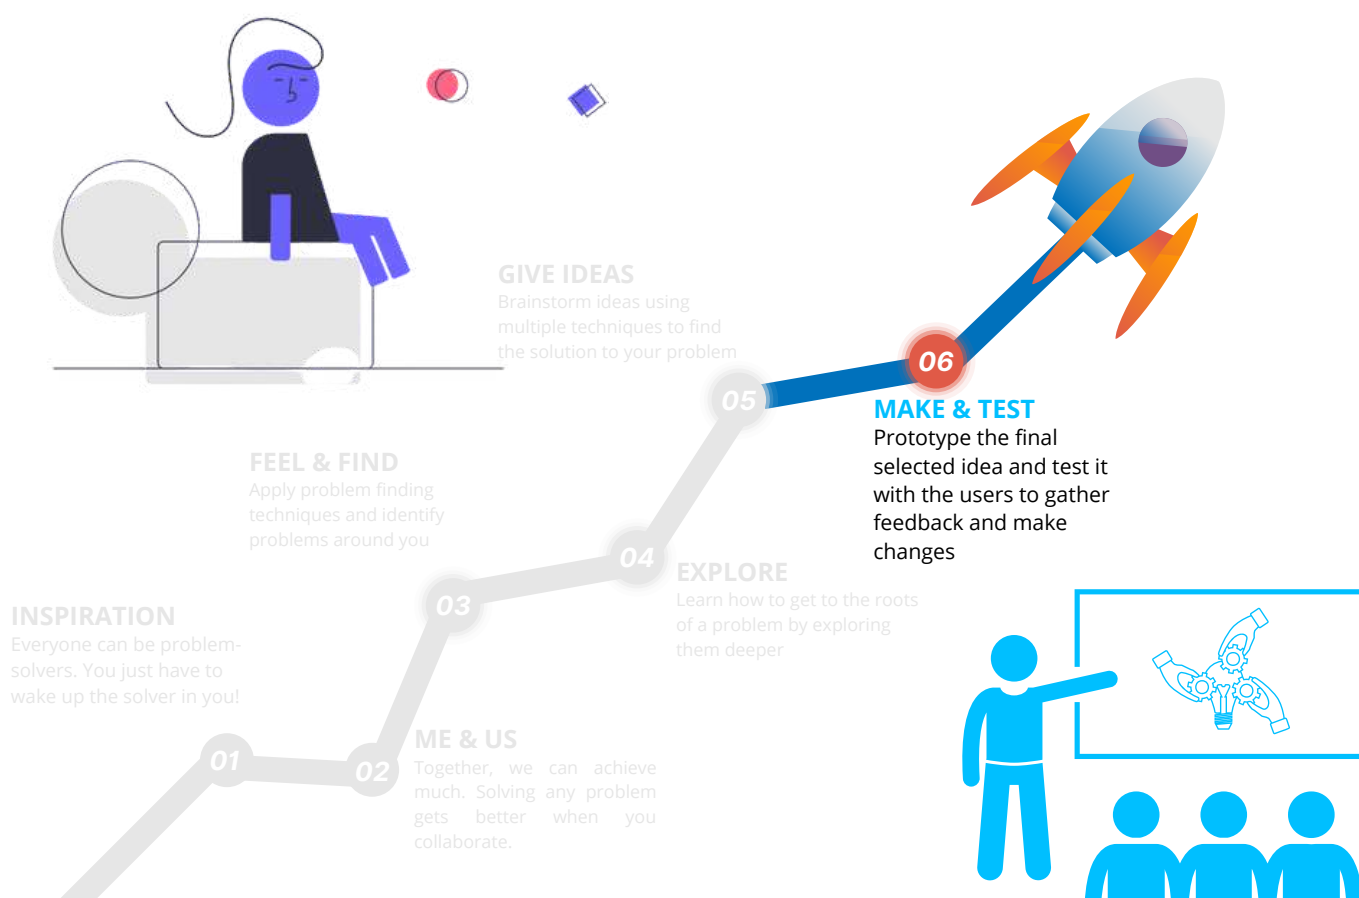 GIVE IDEAS
Brainstorm ideas using
multiple techniques to find
the solution to your problem
06
05
MAKE & TEST
Prototype the final
selected idea and test it
with the users to gather
feedback and make
changes
FEEL & FIND
Apply problem finding
techniques and identify
problems around you
04
EXPLORE
Learn how to get to the roots
of a problem by exploring
them deeper
03
INSPIRATION
Everyone can be problem-
solvers. You just have to
wake up the solver in you!
01
02
ME & US
Together, we can achieve
much. Solving any problem
gets better when you
collaborate.